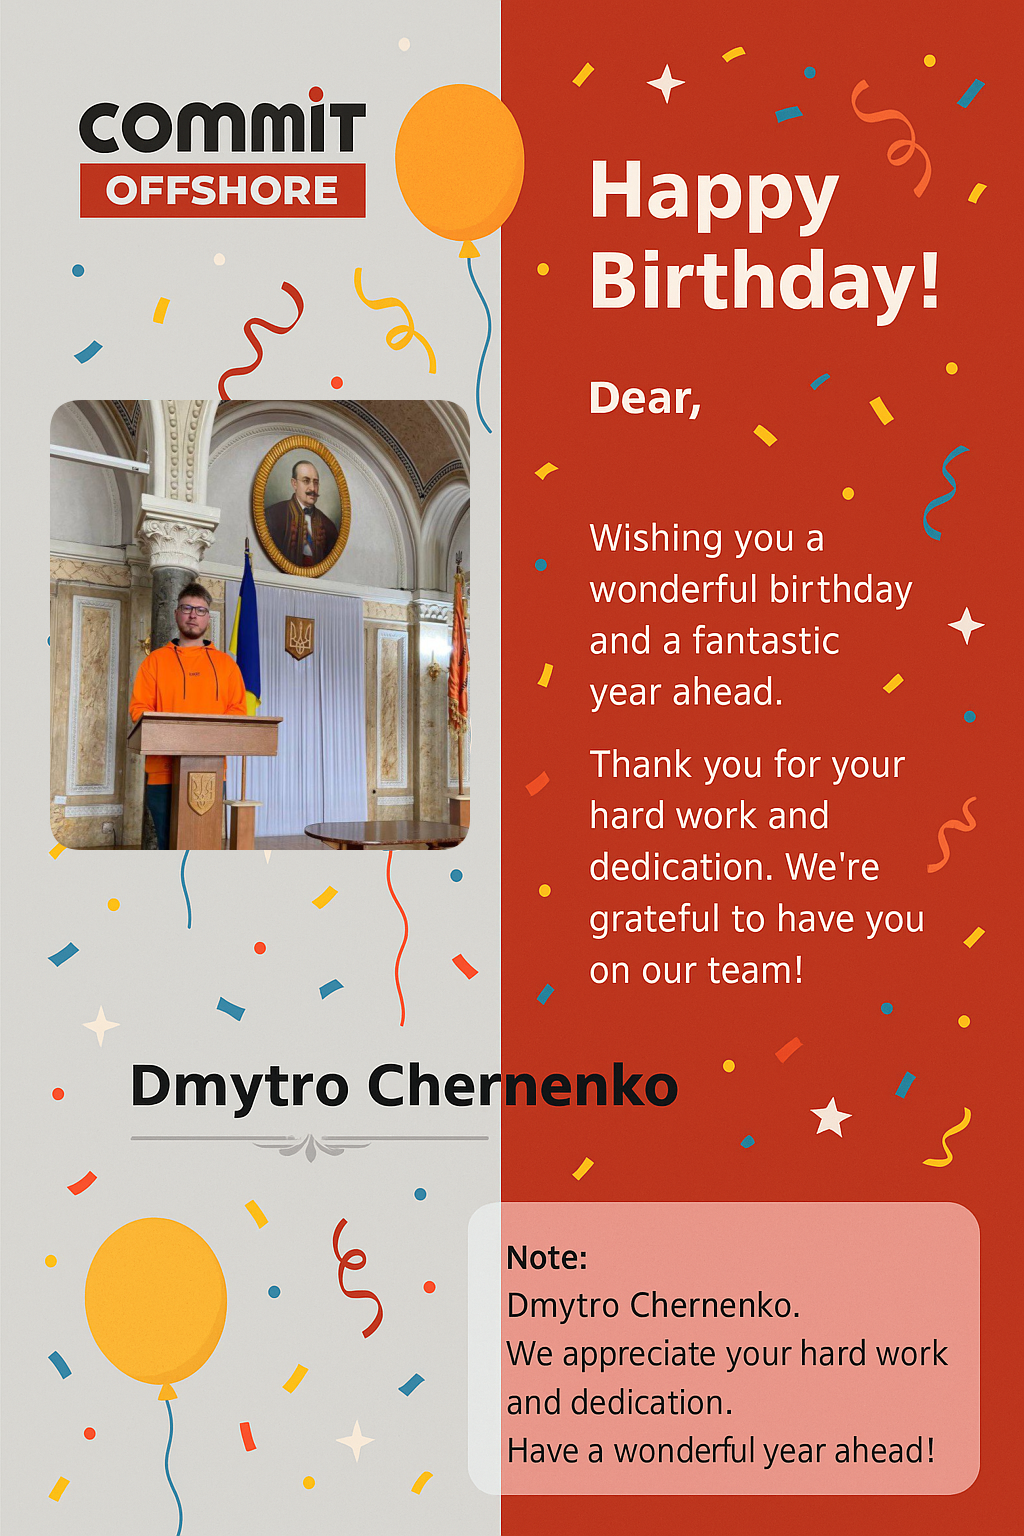 commit
OFFSHORE
Happy
Birthday!
Dear,
Wishing you a
wonderful birthday
and a fantastic
year ahead.
Thank you for your
hard work and
dedication. We're
grateful to have you
on our team!
Dmytro Chernenko
Note:
Dmytro Chernenko.
We appreciate your hard work
and dedication.
Have a wonderful year ahead!